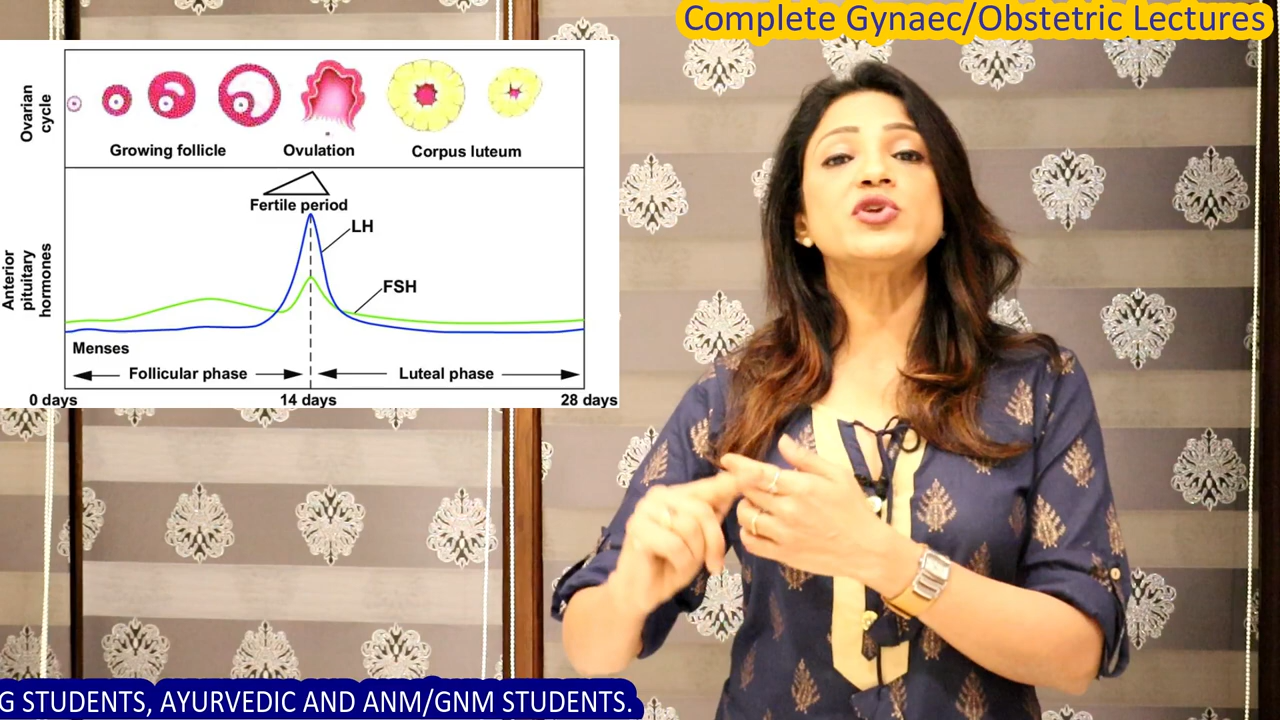 Complete Gynaec/Obstetric Lectures
Ovarian
cycle
Growing follicle
Ovulation
Corpus luteum
Fertile period
LH
FSH
Anterior
pituitary
hormones
Menses
Follicular phase
Luteal phase
0 days
14 days
28 days
G STUDENTS, AYURVEDIC AND ANM/GNM STUDENTS.